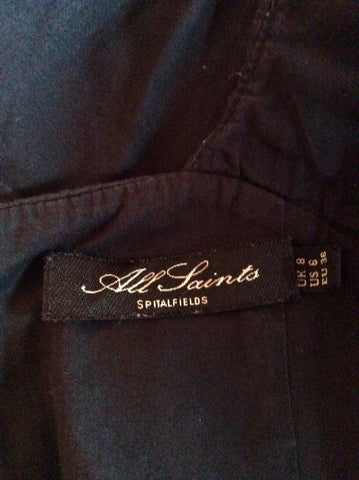 All Saints
SPITALFIELDS
UK 8
US 6
EU 36